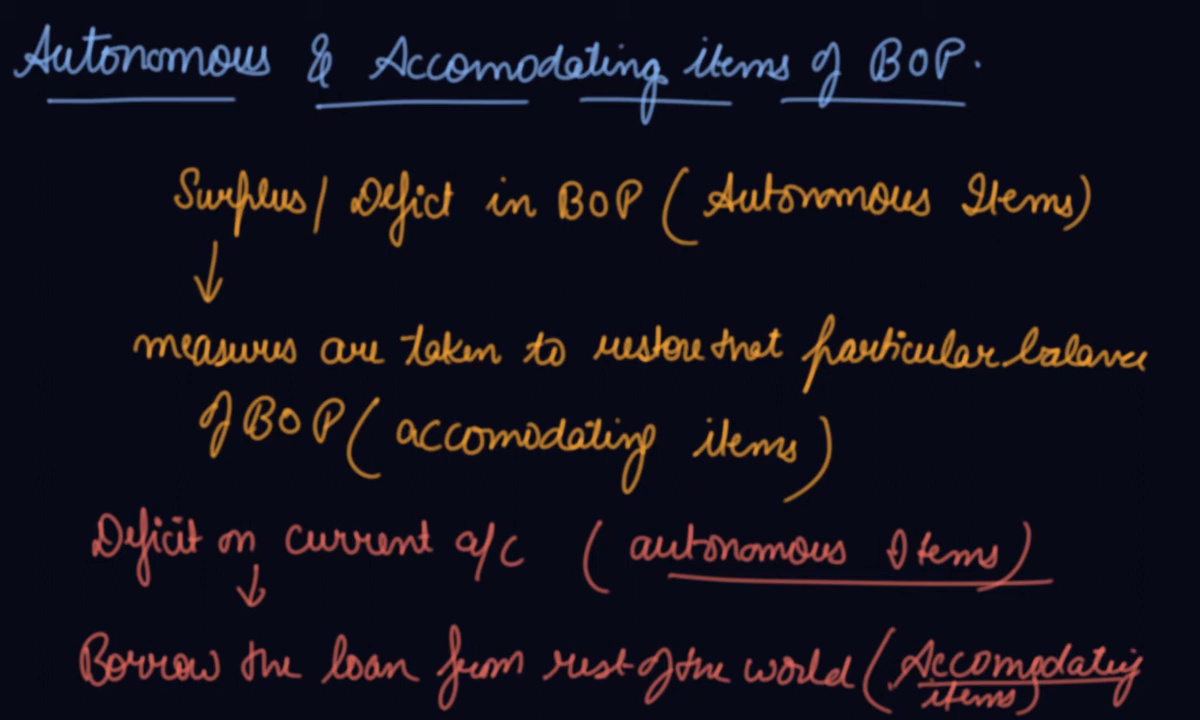 Autonomous & Accomodating items of BOP.
Surplus/ Deficit in BOP (Autonomous Items)
↓
measures are taken to restore that particular balance
of BOP (accomodating items)
Deficit on current a/c (autonomous Items)
↓
Borrow the loan from rest of the world (Accomodating
items)